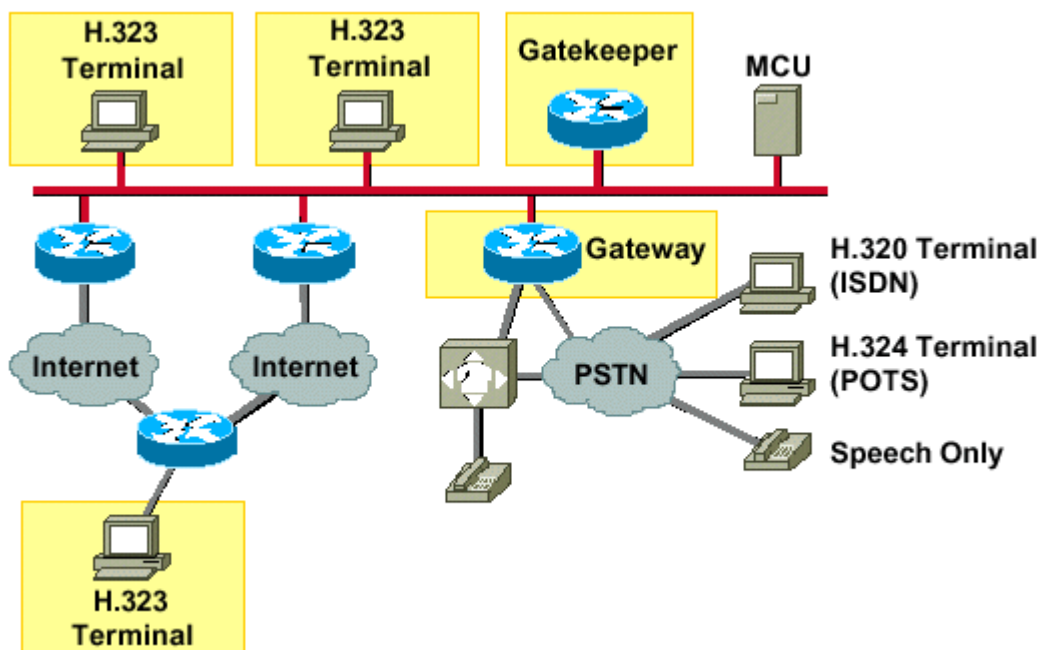 H.323
Terminal
H.323
Terminal
Gatekeeper
MCU
Gateway
H.320 Terminal
(ISDN)
Internet
Internet
PSTN
H.324 Terminal
(POTS)
Speech Only
H.323
Terminal